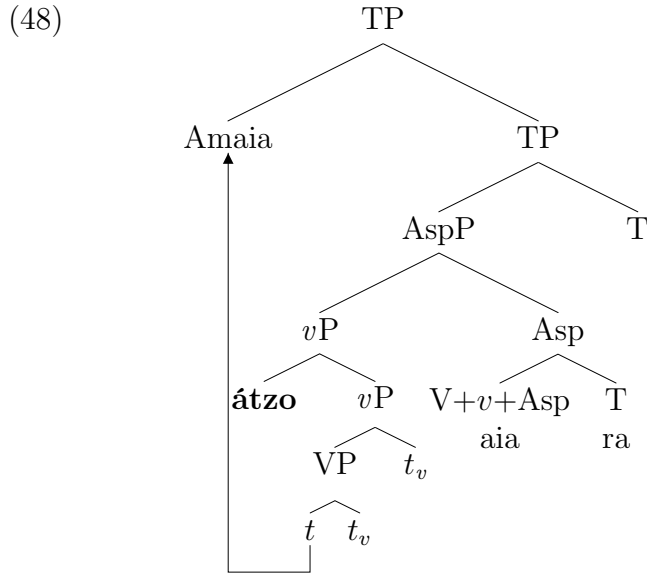 (48) TP
Amaia TP
AspP T
vP Asp
átzo vP V+v+Asp T
aia ra
VP t_v
t t_v